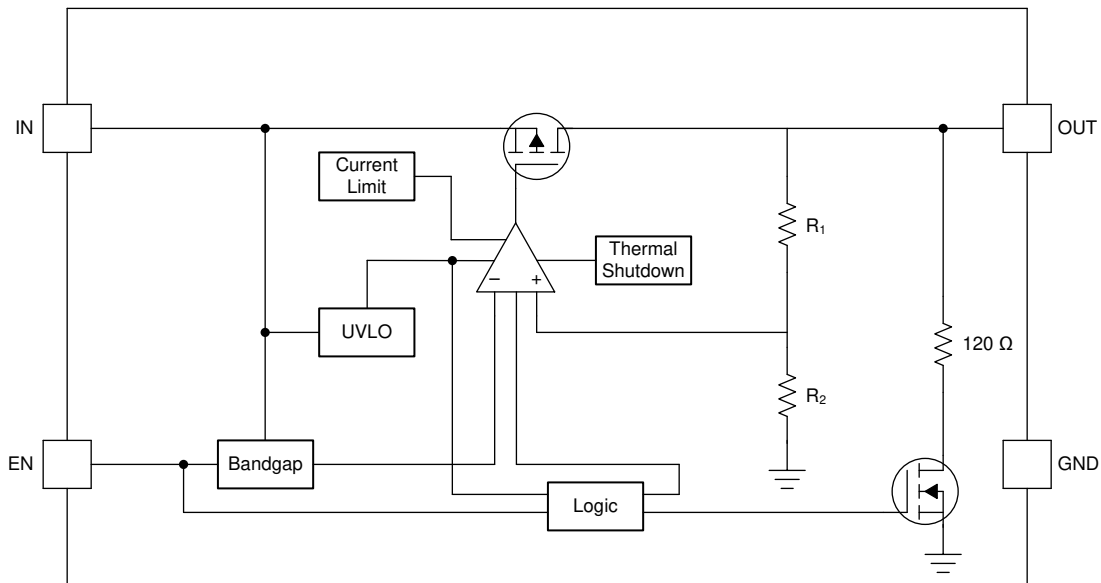 IN
OUT
Current
Limit
R₁
Thermal
Shutdown
− +
UVLO
120 Ω
R₂
EN
Bandgap
GND
Logic